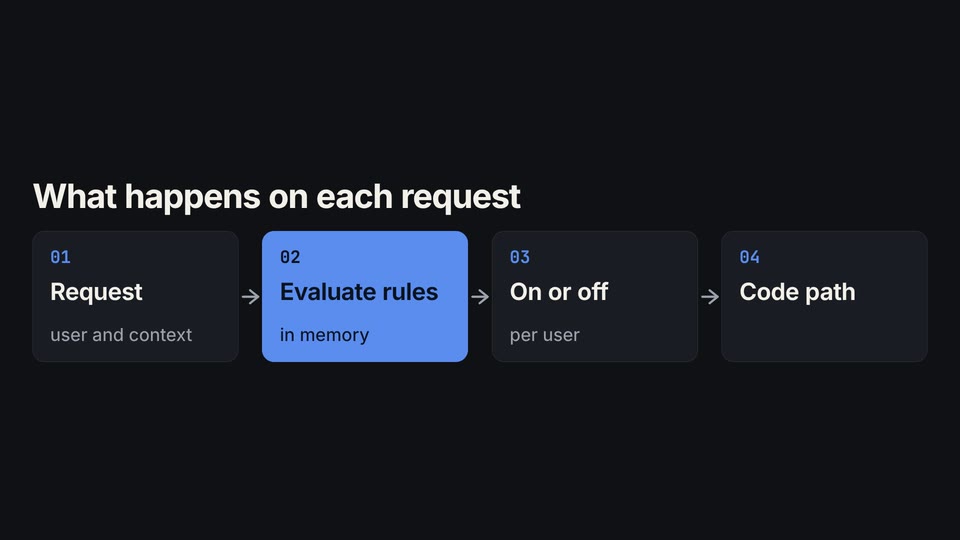 What happens on each request
01
Request
user and context
02
Evaluate rules
in memory
03
On or off
per user
04
Code path